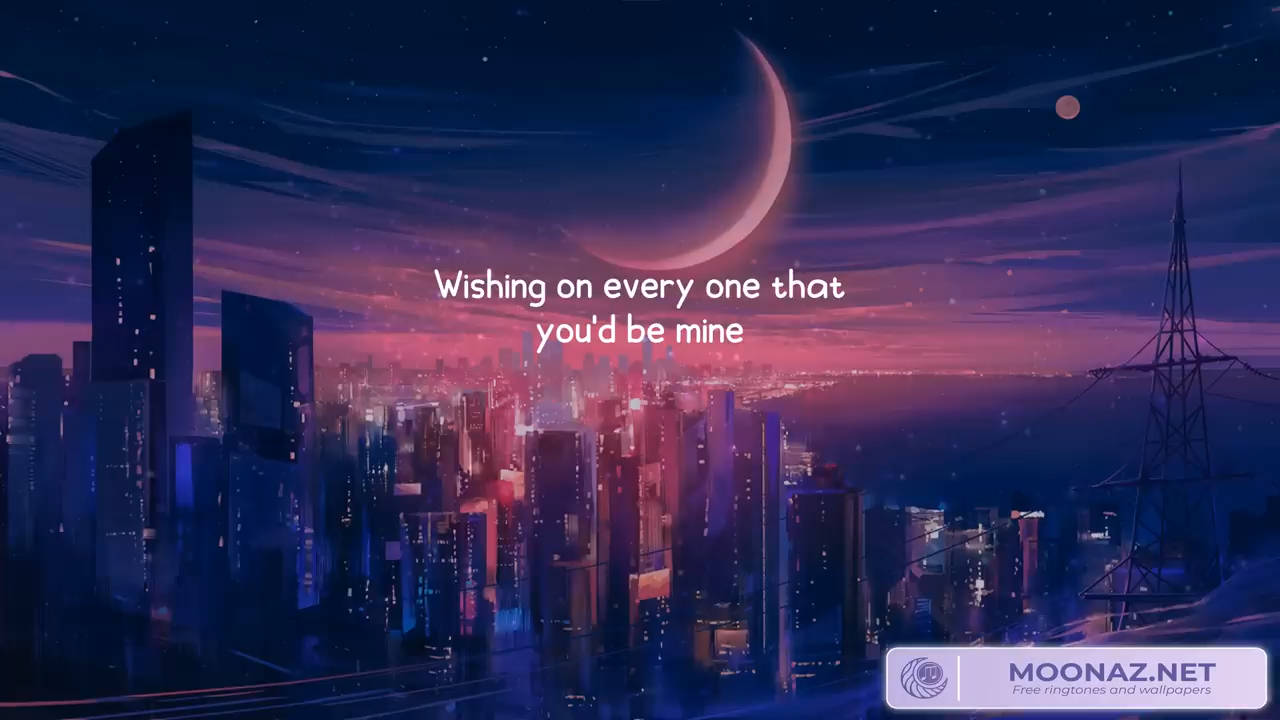 Wishing on every one that
you'd be mine
MOONAZ.NET
Free ringtones and wallpapers